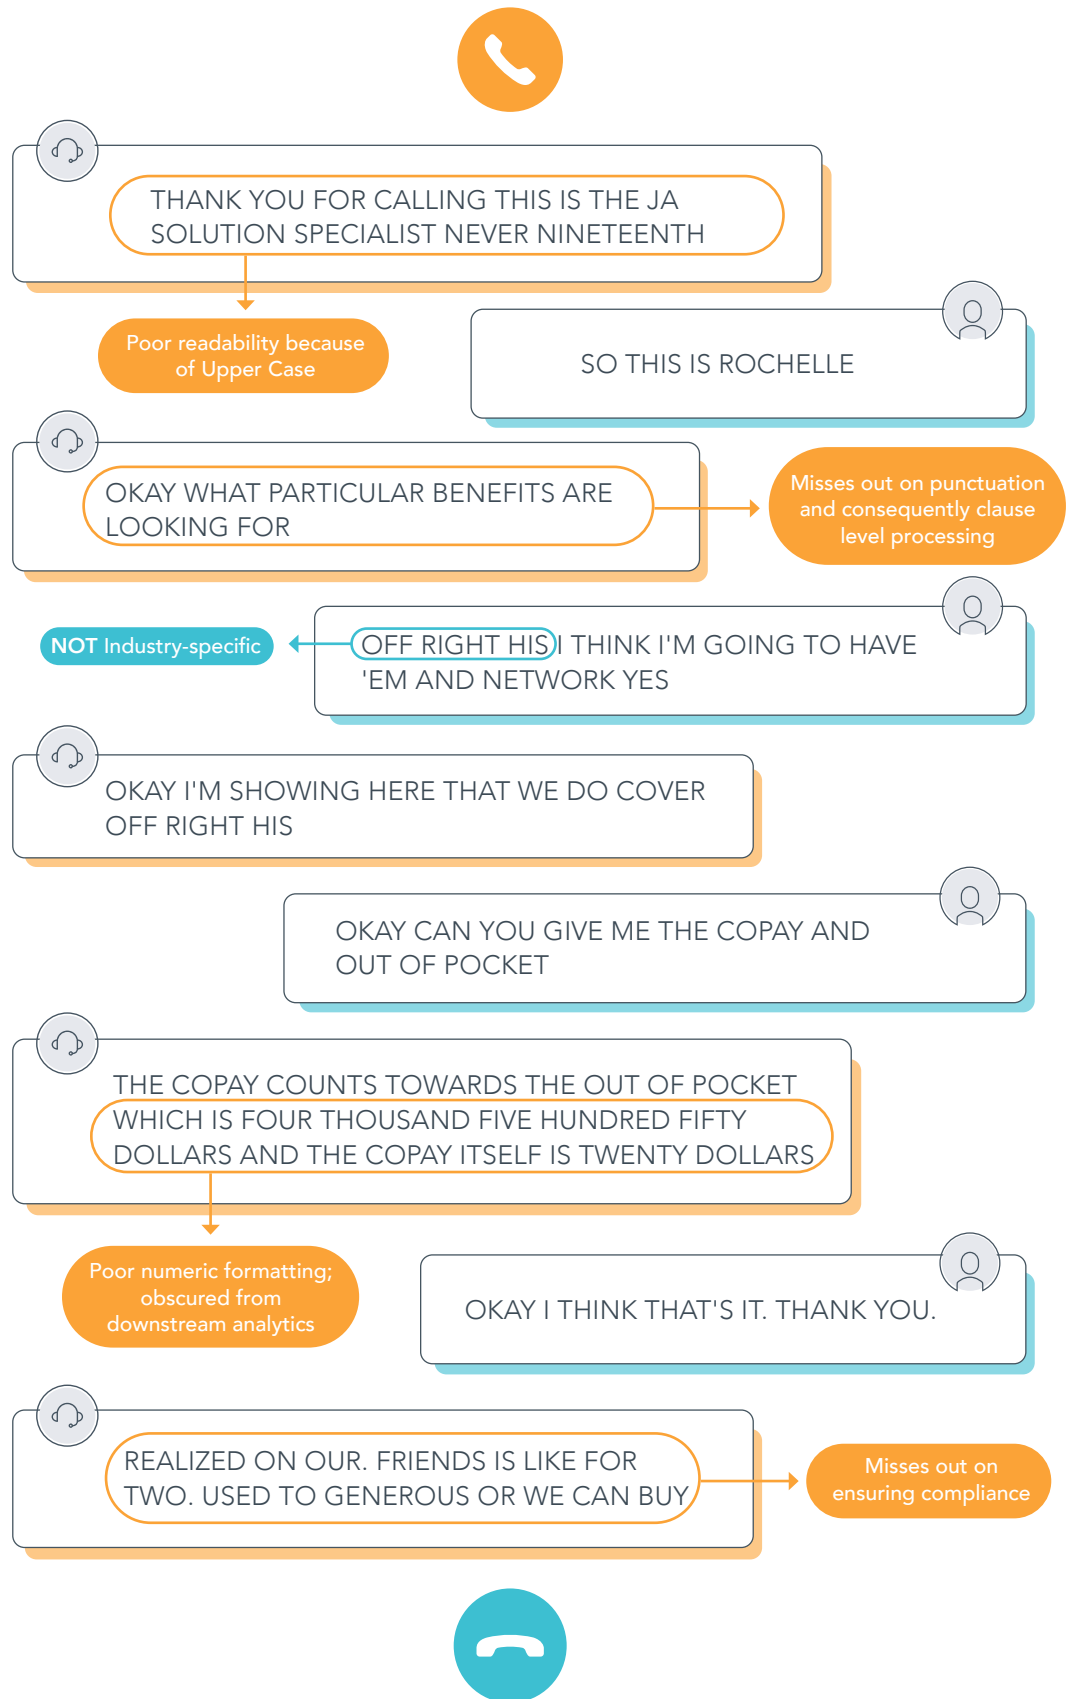 THANK YOU FOR CALLING THIS IS THE JA
SOLUTION SPECIALIST NEVER NINETEENTH
Poor readability because
of Upper Case
SO THIS IS ROCHELLE
OKAY WHAT PARTICULAR BENEFITS ARE
LOOKING FOR
Misses out on punctuation
and consequently clause
level processing
NOT Industry-specific
OFF RIGHT HIS I THINK I'M GOING TO HAVE
'EM AND NETWORK YES
OKAY I'M SHOWING HERE THAT WE DO COVER
OFF RIGHT HIS
OKAY CAN YOU GIVE ME THE COPAY AND
OUT OF POCKET
THE COPAY COUNTS TOWARDS THE OUT OF POCKET
WHICH IS FOUR THOUSAND FIVE HUNDRED FIFTY
DOLLARS AND THE COPAY ITSELF IS TWENTY DOLLARS
Poor numeric formatting;
obscured from
downstream analytics
OKAY I THINK THAT'S IT. THANK YOU.
REALIZED ON OUR. FRIENDS IS LIKE FOR
TWO. USED TO GENEROUS OR WE CAN BUY
Misses out on
ensuring compliance